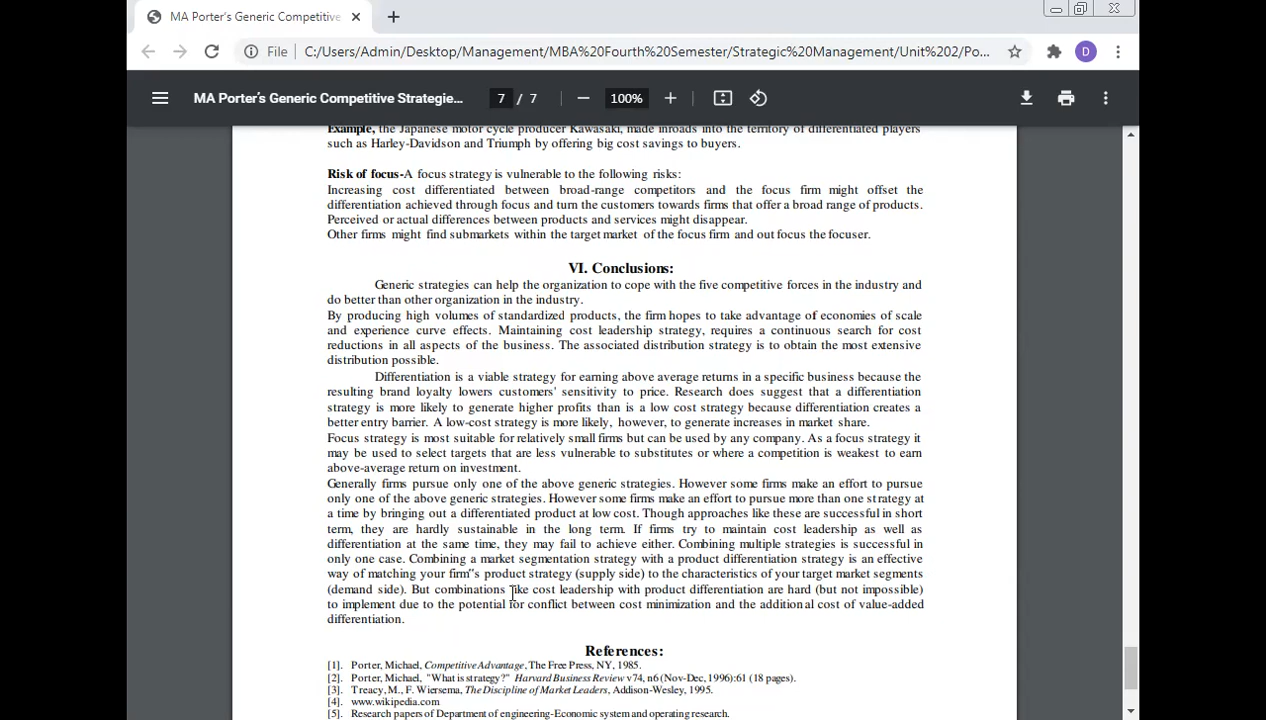 MA Porter's Generic Competitive
File C:/Users/Admin/Desktop/Management/MBA%20Fourth%20Semester/Strategic%20Management/Unit%202/Po...
D
MA Porter's Generic Competitive Strategie... 7 / 7 100%
Example, the Japanese motor cycle producer Kawasaki, made inroads into the territory of differentiated players
such as Harley-Davidson and Triumph by offering big cost savings to buyers.
Risk of focus-A focus strategy is vulnerable to the following risks:
Increasing cost differentiated between broad-range competitors and the focus firm might offset the
differentiation achieved through focus and turn the customers towards firms that offer a broad range of products.
Perceived or actual differences between products and services might disappear.
Other firms might find submarkets within the target market of the focus firm and out focus the focuser.
VI. Conclusions:
Generic strategies can help the organization to cope with the five competitive forces in the industry and
do better than other organization in the industry.
By producing high volumes of standardized products, the firm hopes to take advantage of economies of scale
and experience curve effects. Maintaining cost leadership strategy, requires a continuous search for cost
reductions in all aspects of the business. The associated distribution strategy is to obtain the most extensive
distribution possible.
Differentiation is a viable strategy for earning above average returns in a specific business because the
resulting brand loyalty lowers customers' sensitivity to price. Research does suggest that a differentiation
strategy is more likely to generate higher profits than is a low cost strategy because differentiation creates a
better entry barrier. A low-cost strategy is more likely, however, to generate increases in market share.
Focus strategy is most suitable for relatively small firms but can be used by any company. As a focus strategy it
may be used to select targets that are less vulnerable to substitutes or where a competition is weakest to earn
above-average return on investment.
Generally firms pursue only one of the above generic strategies. However some firms make an effort to pursue
only one of the above generic strategies. However some firms make an effort to pursue more than one strategy at
a time by bringing out a differentiated product at low cost. Though approaches like these are successful in short
term, they are hardly sustainable in the long term. If firms try to maintain cost leadership as well as
differentiation at the same time, they may fail to achieve either. Combining multiple strategies is successful in
only one case. Combining a market segmentation strategy with a product differentiation strategy is an effective
way of matching your firm‟s product strategy (supply side) to the characteristics of your target market segments
(demand side). But combinations like cost leadership with product differentiation are hard (but not impossible)
to implement due to the potential for conflict between cost minimization and the additional cost of value-added
differentiation.
References:
[1]. Porter, Michael, Competitive Advantage, The Free Press, NY, 1985.
[2]. Porter, Michael, "What is strategy?" Harvard Business Review v74, n6 (Nov-Dec, 1996):61 (18 pages).
[3]. Treacy, M., F. Wiersema, The Discipline of Market Leaders, Addison-Wesley, 1995.
[4]. www.wikipedia.com
[5]. Research papers of Department of engineering-Economic system and operating research.